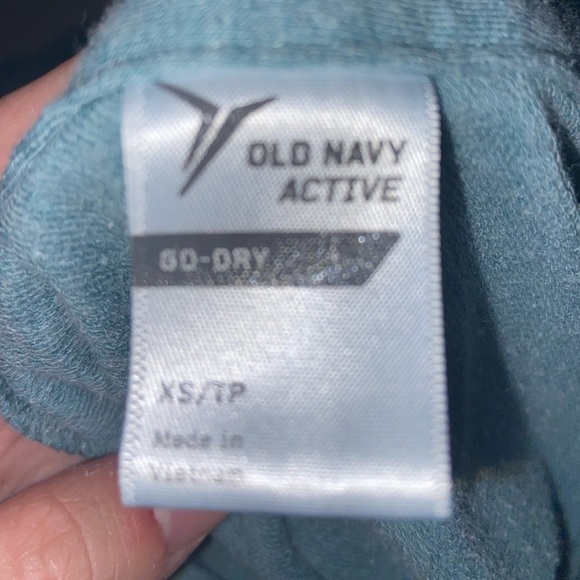 OLD NAVY
ACTIVE
GO-DRY
XS/TP
Made in
Vietnam